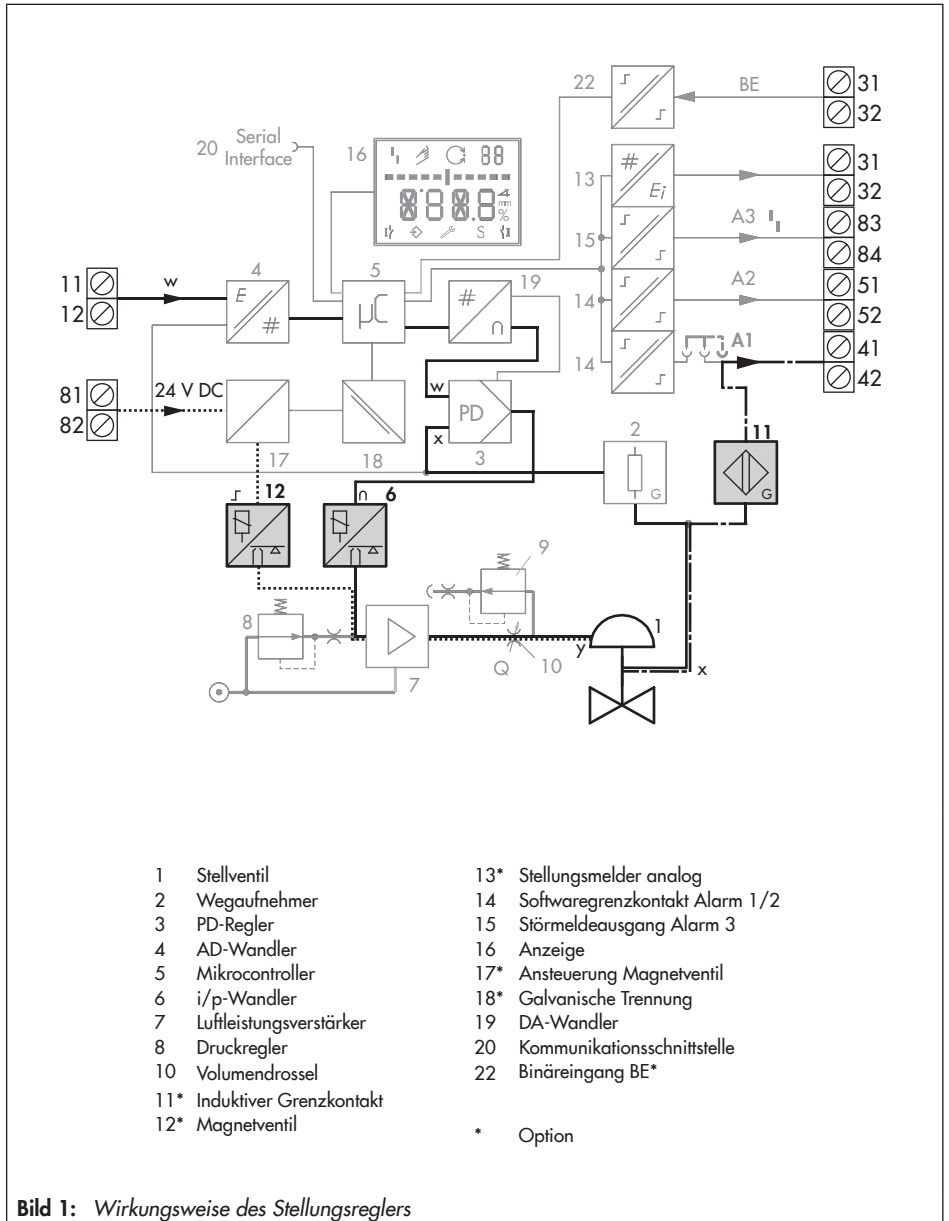 22
BE
31
32
20 Serial Interface
16
88
mm
%
S
13
#
Ei
31
32
15
A3
83
84
14
A2
51
52
14
A1
41
42
11
12
w
4
E
#
5
µC
19
#
n
81
82
24 V DC
17
18
w
x
PD
3
2
G
11
G
12
n
6
9
8
7
Q
10
y
1
x
1 Stellventil
2 Wegaufnehmer
3 PD-Regler
4 AD-Wandler
5 Mikrocontroller
6 i/p-Wandler
7 Luftleistungsverstärker
8 Druckregler
10 Volumendrossel
11* Induktiver Grenzkontakt
12* Magnetventil
13* Stellungsmelder analog
14 Softwaregrenzkontakt Alarm 1/2
15 Störmeldeausgang Alarm 3
16 Anzeige
17* Ansteuerung Magnetventil
18* Galvanische Trennung
19 DA-Wandler
20 Kommunikationsschnittstelle
22 Binäreingang BE*
* Option
Bild 1: Wirkungsweise des Stellungsreglers